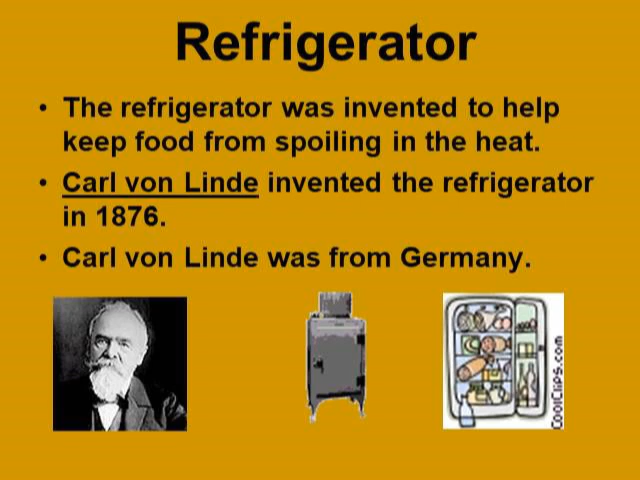 Refrigerator
• The refrigerator was invented to help
keep food from spoiling in the heat.
• Carl von Linde invented the refrigerator
in 1876.
• Carl von Linde was from Germany.
COOLCLIPS.com